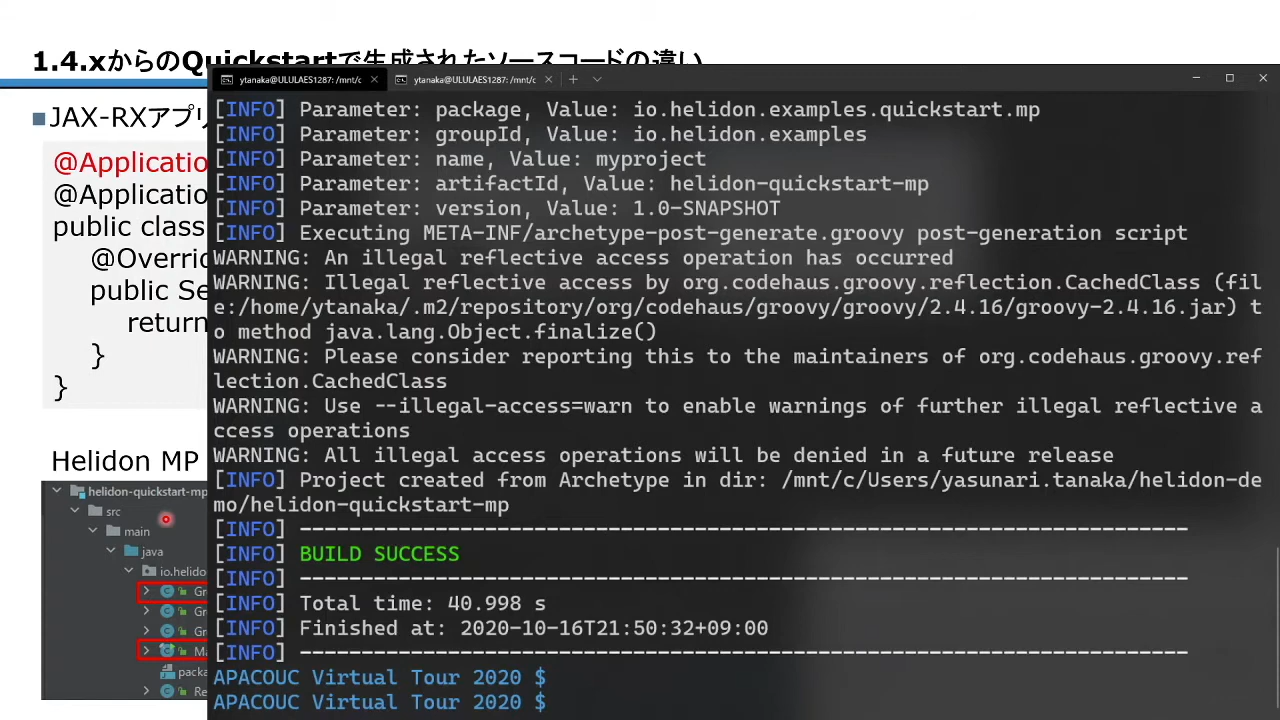 1.4.xからのQuickstartで生成されたソースコードの違い
JAX-RXアプリ
@Applicatio
@Application
public class
@Overrid
public Se
return
}
}
Helidon MP
helidon-quickstart-mp
src
main
java
io.helido
Gr
Gr
Gr
Ma
packa
Re
ytanaka@ULULAES1287: /mnt/c
ytanaka@ULULAES1287: /mnt/c
[INFO] Parameter: package, Value: io.helidon.examples.quickstart.mp
[INFO] Parameter: groupId, Value: io.helidon.examples
[INFO] Parameter: name, Value: myproject
[INFO] Parameter: artifactId, Value: helidon-quickstart-mp
[INFO] Parameter: version, Value: 1.0-SNAPSHOT
[INFO] Executing META-INF/archetype-post-generate.groovy post-generation script
WARNING: An illegal reflective access operation has occurred
WARNING: Illegal reflective access by org.codehaus.groovy.reflection.CachedClass (fil
e:/home/ytanaka/.m2/repository/org/codehaus/groovy/groovy/2.4.16/groovy-2.4.16.jar) t
o method java.lang.Object.finalize()
WARNING: Please consider reporting this to the maintainers of org.codehaus.groovy.ref
lection.CachedClass
WARNING: Use --illegal-access=warn to enable warnings of further illegal reflective a
ccess operations
WARNING: All illegal access operations will be denied in a future release
[INFO] Project created from Archetype in dir: /mnt/c/Users/yasunari.tanaka/helidon-de
mo/helidon-quickstart-mp
[INFO] ------------------------------------------------------------------------
[INFO] BUILD SUCCESS
[INFO] ------------------------------------------------------------------------
[INFO] Total time: 40.998 s
[INFO] Finished at: 2020-10-16T21:50:32+09:00
[INFO] ------------------------------------------------------------------------
APACOUC Virtual Tour 2020 $
APACOUC Virtual Tour 2020 $